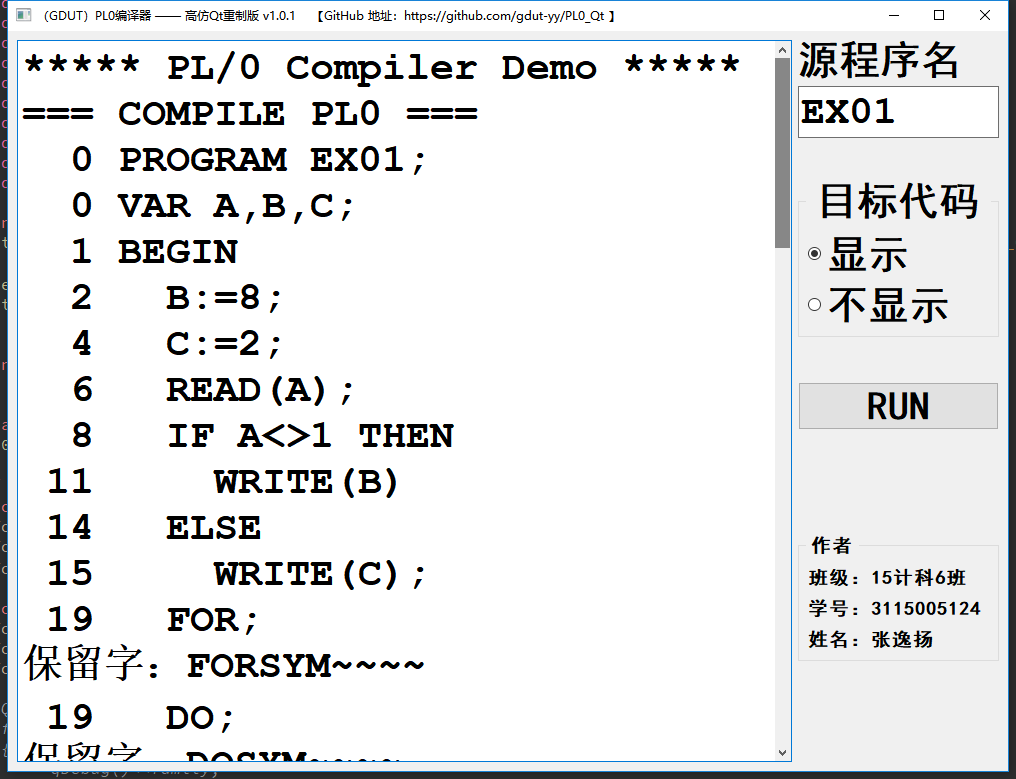 （GDUT）PL0编译器 —— 高仿Qt重制版 v1.0.1 【GitHub 地址：https://github.com/gdut-yy/PL0_Qt 】
***** PL/0 Compiler Demo *****
=== COMPILE PL0 ===
0 PROGRAM EX01;
0 VAR A,B,C;
1 BEGIN
2 B:=8;
4 C:=2;
6 READ(A);
8 IF A<>1 THEN
11 WRITE(B)
14 ELSE
15 WRITE(C);
19 FOR;
保留字：FORSYM~~~~
19 DO;
保留字：DOSYM~~~~
源程序名
EX01
目标代码
显示
不显示
RUN
作者
班级：15计科6班
学号：3115005124
姓名：张逸扬